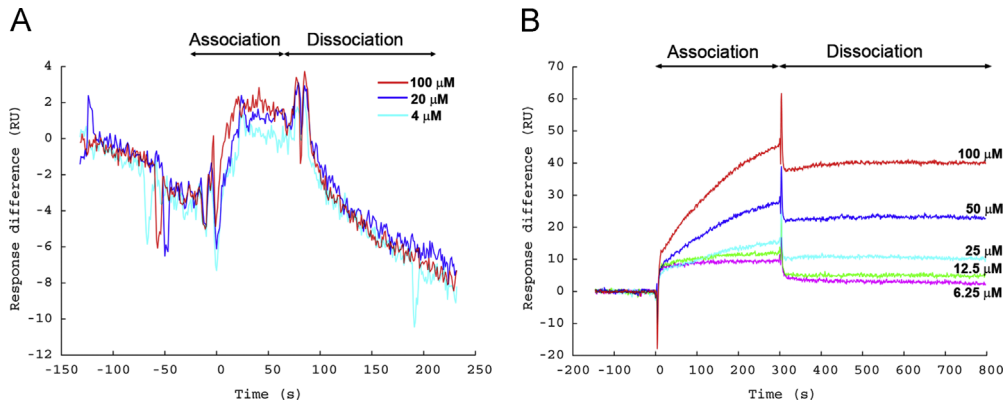 A
Association Dissociation
Response difference (RU)
4
2
0
-2
-4
-6
-8
-10
-12
100 μM
20 μM
4 μM
-150 -100 -50 0 50 100 150 200 250
Time (s)
B
Association Dissociation
Response difference (RU)
70
60
50
40
30
20
10
0
-10
-20
100 μM
50 μM
25 μM
12.5 μM
6.25 μM
-200 -100 0 100 200 300 400 500 600 700 800
Time (s)